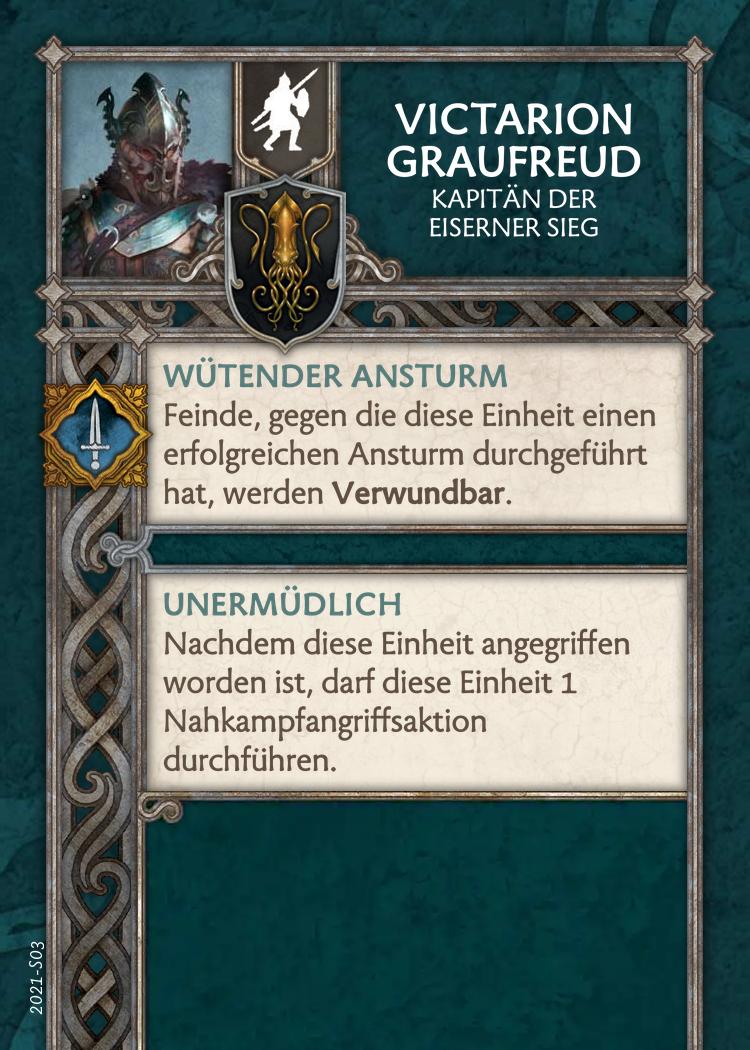 VICTARION
GRAUFREUD
KAPITÄN DER
EISERNER SIEG
WÜTENDER ANSTURM
Feinde, gegen die diese Einheit einen
erfolgreichen Ansturm durchgeführt
hat, werden Verwundbar.
UNERMÜDLICH
Nachdem diese Einheit angegriffen
worden ist, darf diese Einheit 1
Nahkampfangriffsaktion
durchführen.
2021-S03